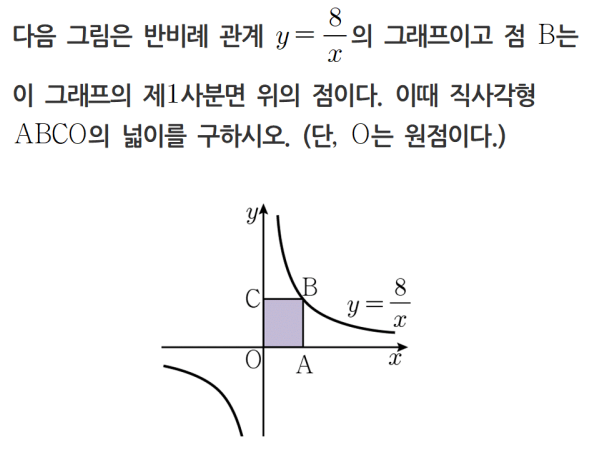 다음 그림은 반비례 관계 y = 8/x 의 그래프이고 점 B는
이 그래프의 제1사분면 위의 점이다. 이때 직사각형
ABCO의 넓이를 구하시오. (단, O는 원점이다.)
y
C
B
y = 8/x
O
A
x